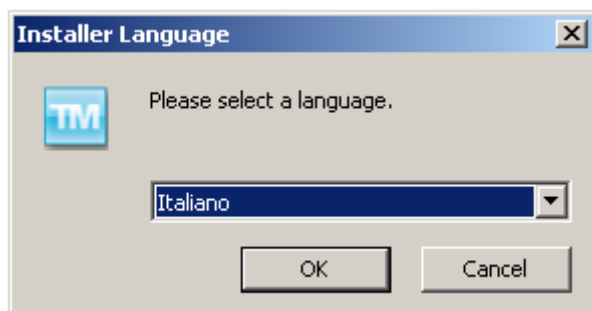 Installer Language
TM
Please select a language.
Italiano
OK
Cancel